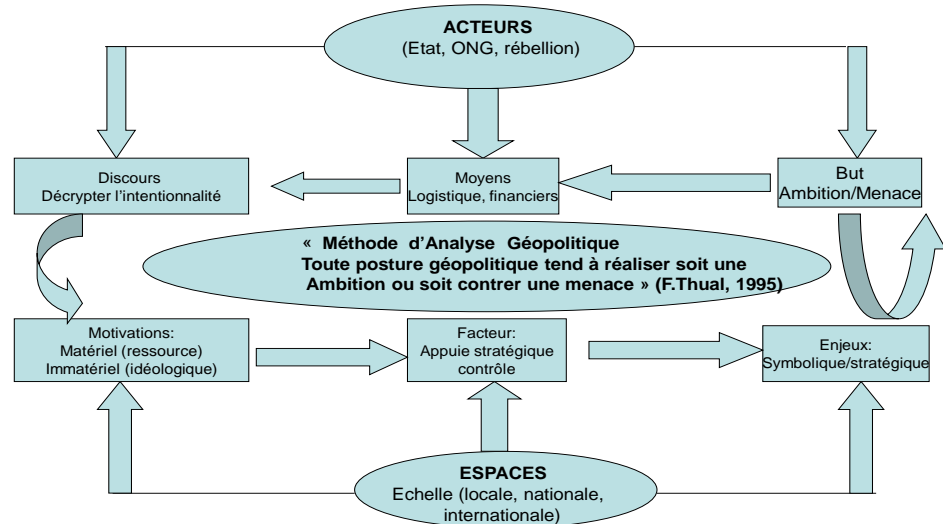 ACTEURS
(Etat, ONG, rébellion)
Discours
Décrypter l'intentionnalité
Moyens
Logistique, financiers
But
Ambition/Menace
« Méthode d'Analyse Géopolitique
Toute posture géopolitique tend à réaliser soit une
Ambition ou soit contrer une menace » (F.Thual, 1995)
Motivations:
Matériel (ressource)
Immatériel (idéologique)
Facteur:
Appuie stratégique
contrôle
Enjeux:
Symbolique/stratégique
ESPACES
Echelle (locale, nationale,
internationale)